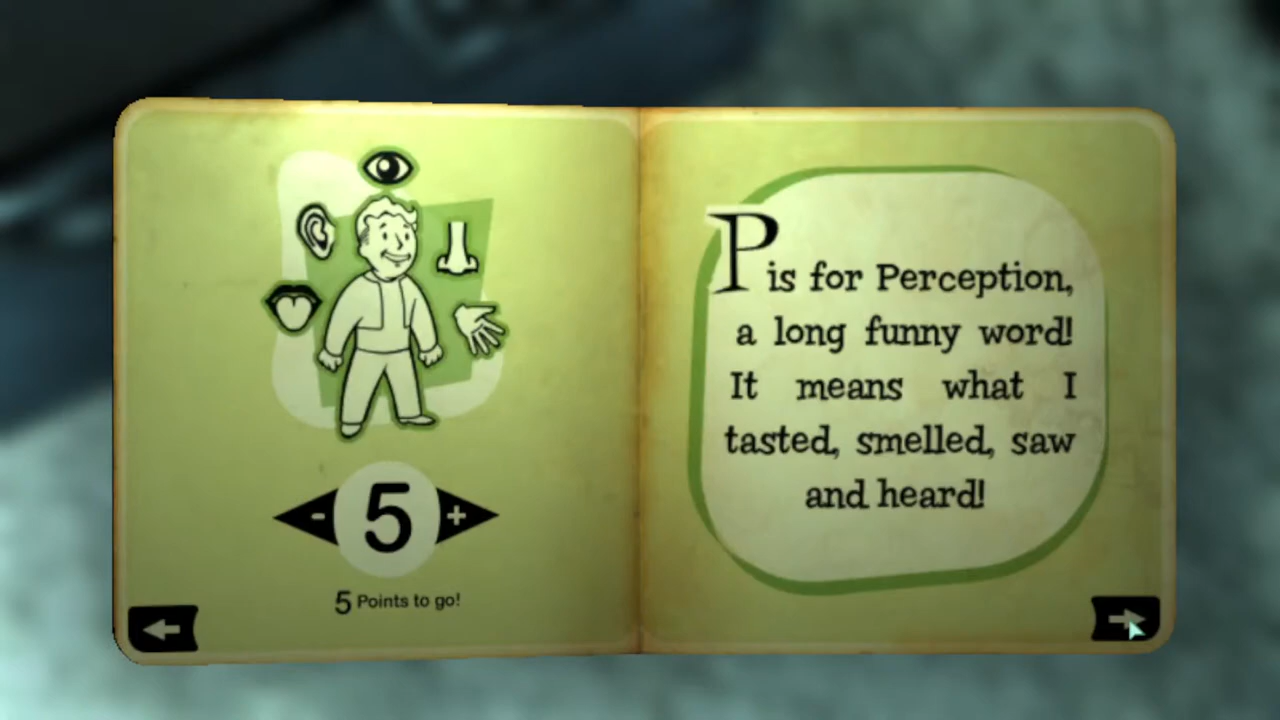 P is for Perception,
a long funny word!
It means what I
tasted, smelled, saw
and heard!
- 5 +
5 Points to go!